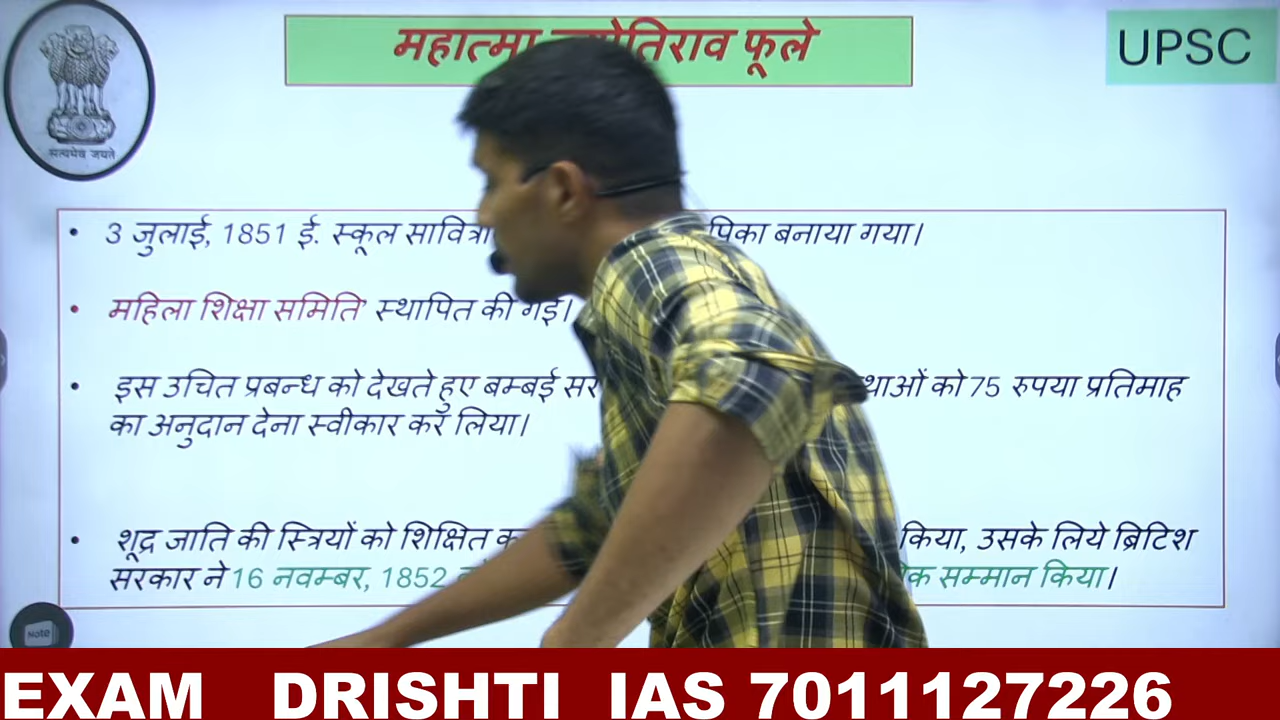 महात्मा ज्योतिराव फूले
UPSC
सत्यमेव जयते
• 3 जुलाई, 1851 ई. स्कूल बनाया गया।
• महिला शिक्षा समिति' स्थापित की गई।
• इस उचित प्रबन्ध को देखते हुए बम्बई को 75 रुपया प्रतिमाह
का अनुदान देना स्वीकार कर लिया।
• शूद्र जाति की स्त्रियों को शिक्षित किया, उसके लिये ब्रिटिश
सरकार ने 16 नवम्बर, 1852 सम्मान किया।
Note
EXAM DRISHTI IAS 7011127226